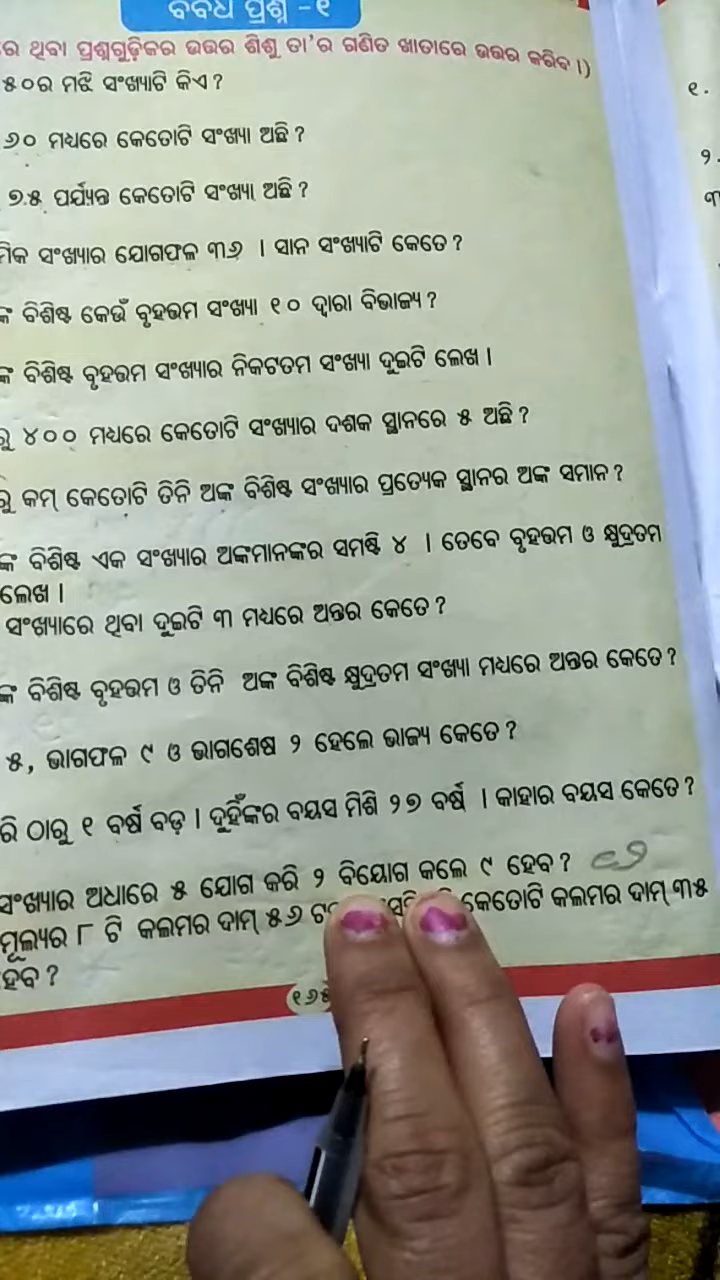 ବିବିଧ ପ୍ରଶ୍ନ -୧
ରେ ଥିବା ପ୍ରଶ୍ନଗୁଡ଼ିକର ଉତ୍ତର ଶିଶୁ ତା'ର ଗଣିତ ଖାତାରେ ଉତ୍ତର କରିବ ।)
୫୦ର ମଝି ସଂଖ୍ୟାଟି କିଏ ?
୬୦ ମଧ୍ୟରେ କେତୋଟି ସଂଖ୍ୟା ଅଛି ?
୭୫ ପର୍ଯ୍ୟନ୍ତ କେତୋଟି ସଂଖ୍ୟା ଅଛି ?
ମିକ ସଂଖ୍ୟାର ଯୋଗଫଳ ୩୬ । ସାନ ସଂଖ୍ୟାଟି କେତେ ?
ଙ୍କ ବିଶିଷ୍ଟ କେଉଁ ବୃହତ୍ତମ ସଂଖ୍ୟା ୧୦ ଦ୍ୱାରା ବିଭାଜ୍ୟ ?
ଙ୍କ ବିଶିଷ୍ଟ ବୃହତ୍ତମ ସଂଖ୍ୟାର ନିକଟତମ ସଂଖ୍ୟା ଦୁଇଟି ଲେଖ ।
ରୁ ୪୦୦ ମଧ୍ୟରେ କେତୋଟି ସଂଖ୍ୟାର ଦଶକ ସ୍ଥାନରେ ୫ ଅଛି ?
ରୁ କମ୍ କେତୋଟି ତିନି ଅଙ୍କ ବିଶିଷ୍ଟ ସଂଖ୍ୟାର ପ୍ରତ୍ୟେକ ସ୍ଥାନର ଅଙ୍କ ସମାନ ?
ଙ୍କ ବିଶିଷ୍ଟ ଏକ ସଂଖ୍ୟାର ଅଙ୍କମାନଙ୍କର ସମଷ୍ଟି ୪ । ତେବେ ବୃହତ୍ତମ ଓ କ୍ଷୁଦ୍ରତମ
ଲେଖ ।
ସଂଖ୍ୟାରେ ଥିବା ଦୁଇଟି ୩ ମଧ୍ୟରେ ଅନ୍ତର କେତେ ?
ଙ୍କ ବିଶିଷ୍ଟ ବୃହତ୍ତମ ଓ ତିନି ଅଙ୍କ ବିଶିଷ୍ଟ କ୍ଷୁଦ୍ରତମ ସଂଖ୍ୟା ମଧ୍ୟରେ ଅନ୍ତର କେତେ ?
୫, ଭାଗଫଳ ୯ ଓ ଭାଗଶେଷ ୨ ହେଲେ ଭାଜ୍ୟ କେତେ ?
ରି ଠାରୁ ୧ ବର୍ଷ ବଡ଼ । ଦୁହିଁଙ୍କର ବୟସ ମିଶି ୨୭ ବର୍ଷ । କାହାର ବୟସ କେତେ ?
ସଂଖ୍ୟାର ଅଧାରେ ୫ ଯୋଗ କରି ୨ ବିୟୋଗ କଲେ ୯ ହେବ ?
ମୂଲ୍ୟର ୮ ଟି କଲମର ଦାମ୍ ୫୬ କେତୋଟି କଲମର ଦାମ୍ ୩୫
ହେବ ?
୧.
୨.
୩